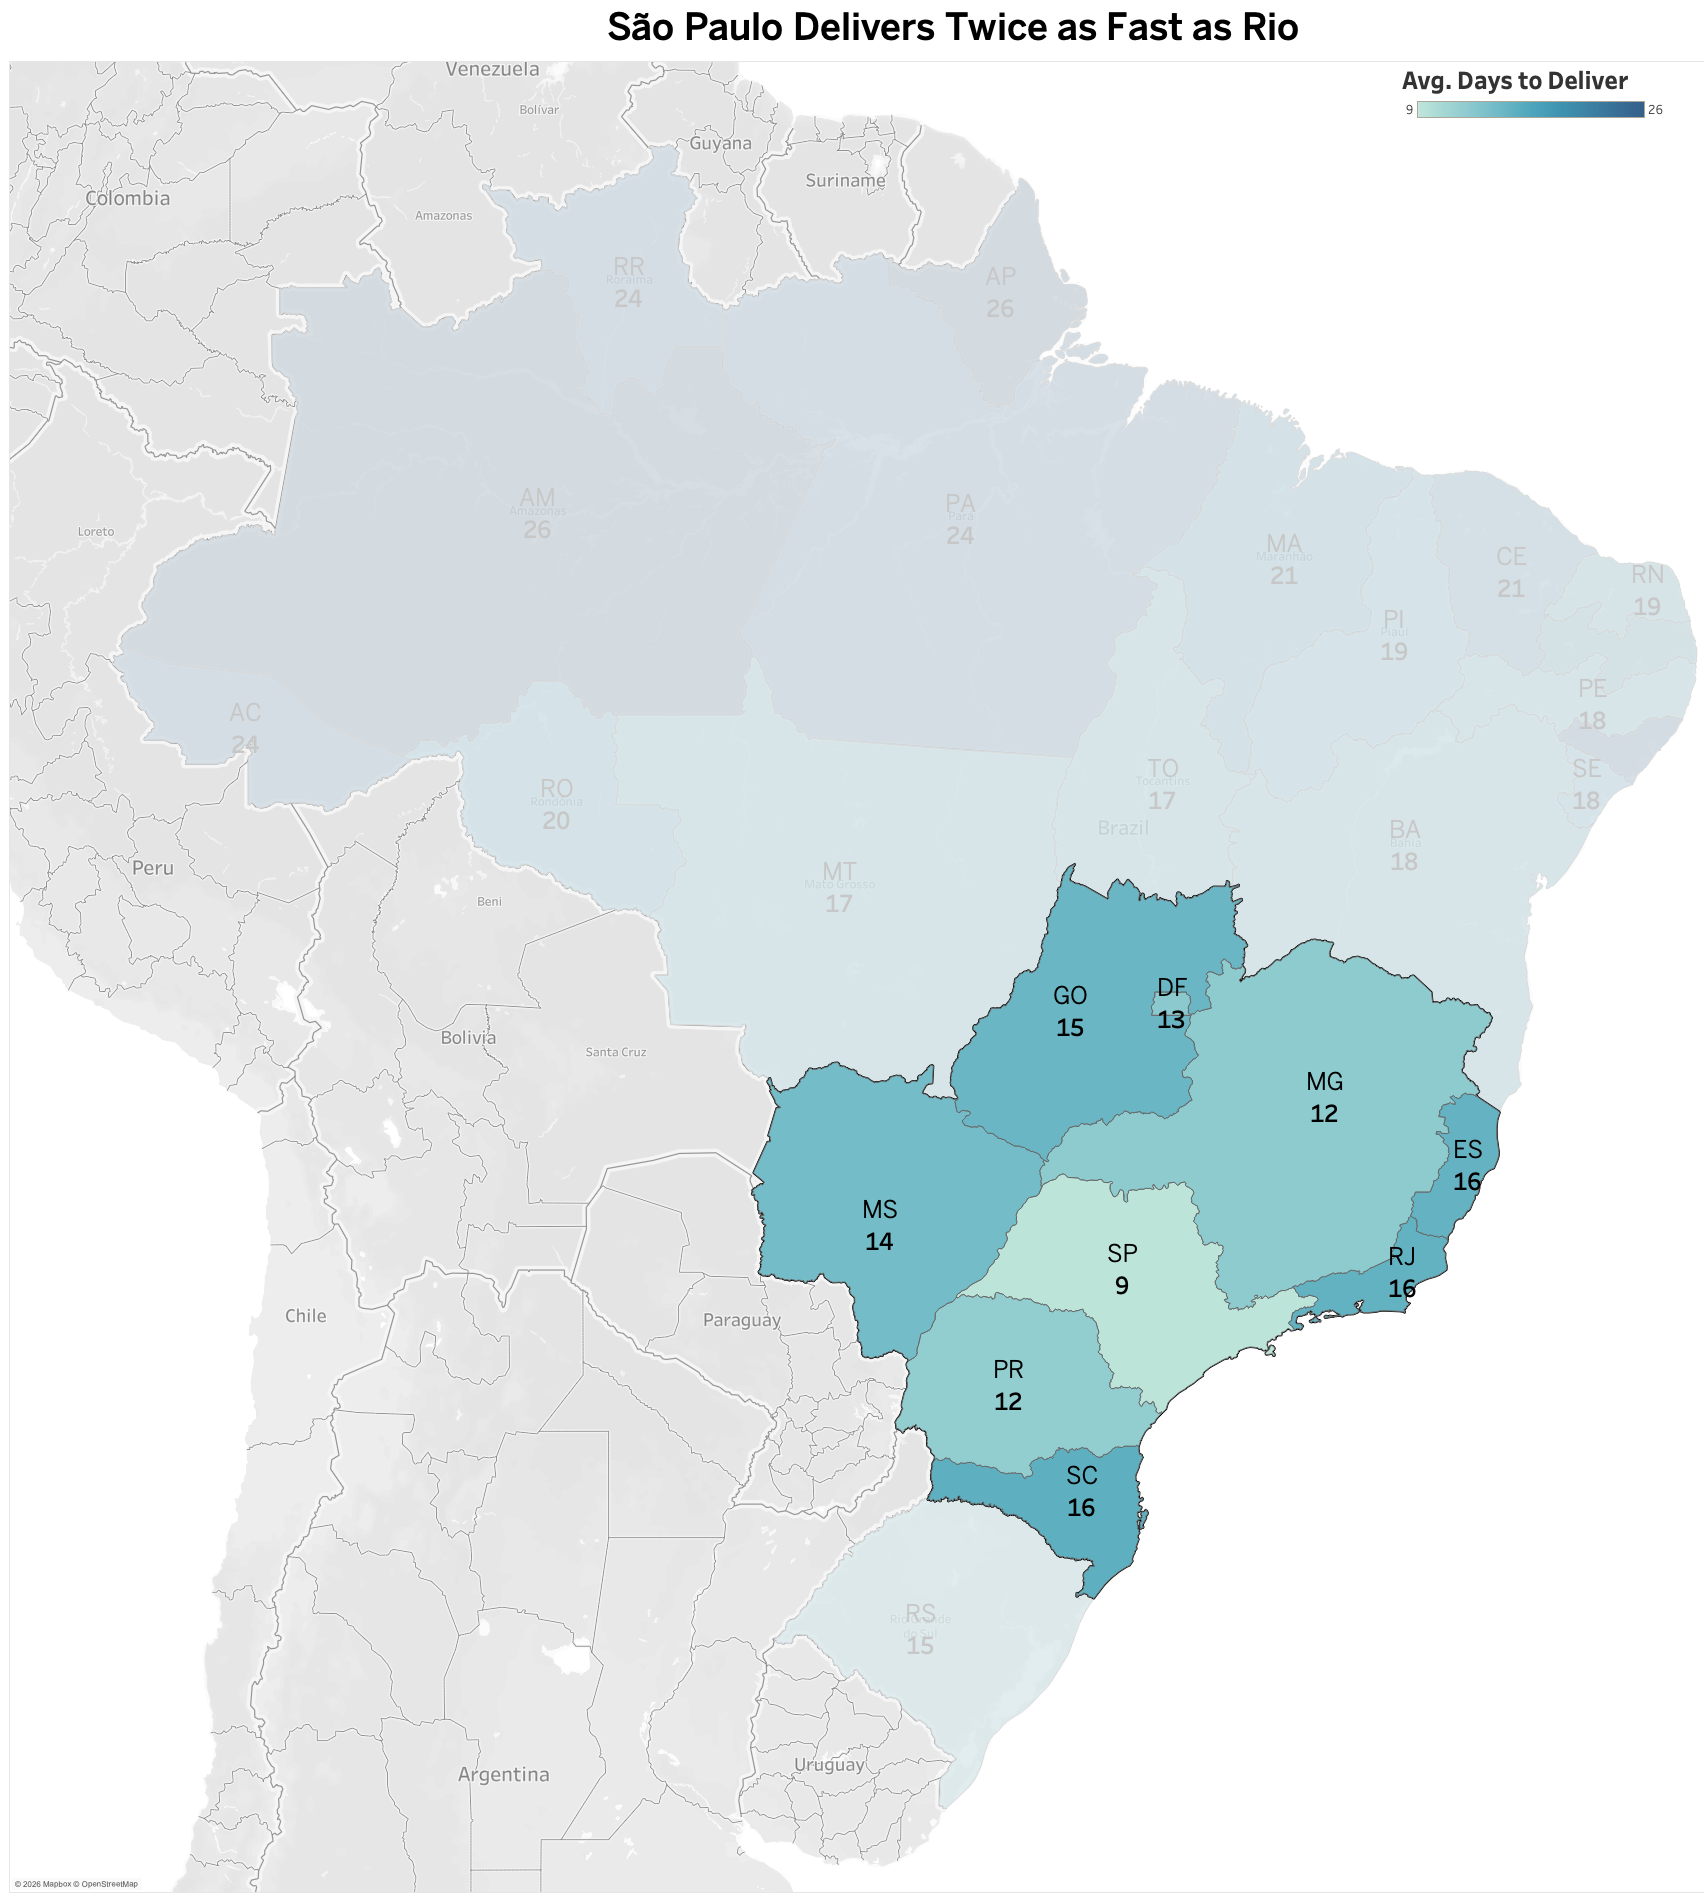 São Paulo Delivers Twice as Fast as Rio
Avg. Days to Deliver
9
26
Venezuela
Bolívar
Guyana
Suriname
Colombia
Amazonas
RR
Roraima
24
AP
26
AM
Amazonas
26
PA
Pará
24
Loreto
MA
Maranhão
21
CE
21
RN
19
PI
Piauí
19
PE
18
AC
24
RO
Rondônia
20
TO
Tocantins
17
Brazil
SE
18
BA
Bahia
18
Peru
MT
Mato Grosso
17
Beni
GO
15
DF
13
Bolivia
Santa Cruz
MG
12
ES
16
MS
14
SP
9
RJ
16
Chile
Paraguay
PR
12
SC
16
RS
Rio Grande
do Sul
15
Uruguay
Argentina
© 2026 Mapbox © OpenStreetMap